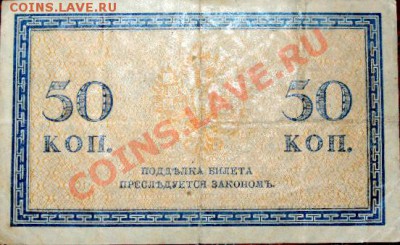 COINS.LAVE.RU
50 50
КОП. КОП.
ПОДДѢЛКА БИЛЕТА
ПРЕСЛѢДУЕТСЯ ЗАКОНОМЪ.
COINS.LAVE.RU
COINS.LAVE.RU